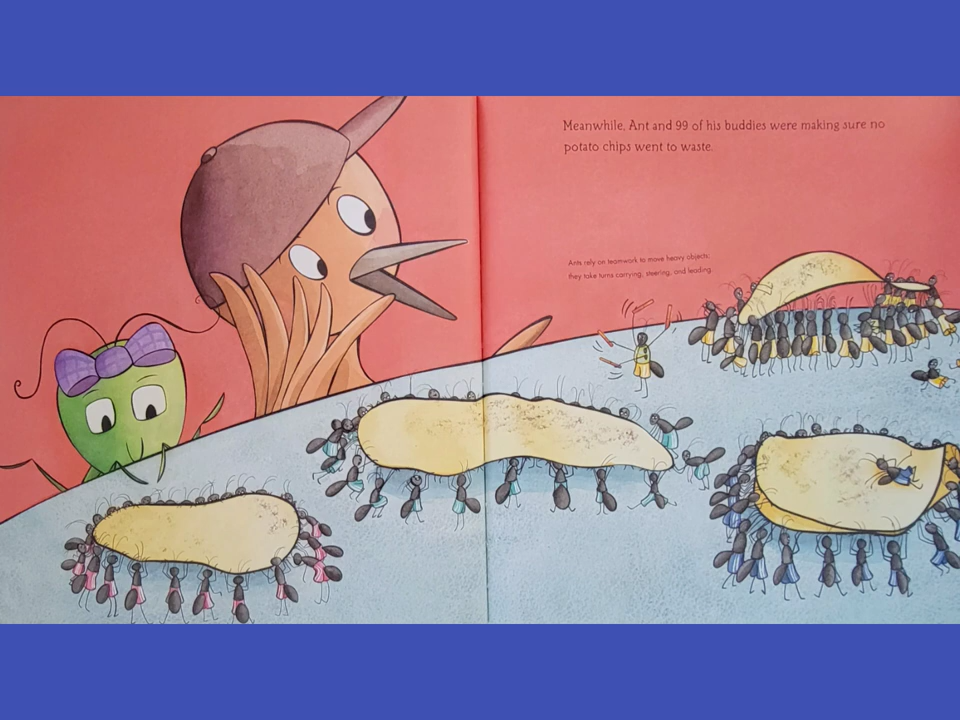 Meanwhile, Ant and 99 of his buddies were making sure no
potato chips went to waste.
Ants rely on teamwork to move heavy objects;
they take turns carrying, steering, and leading.